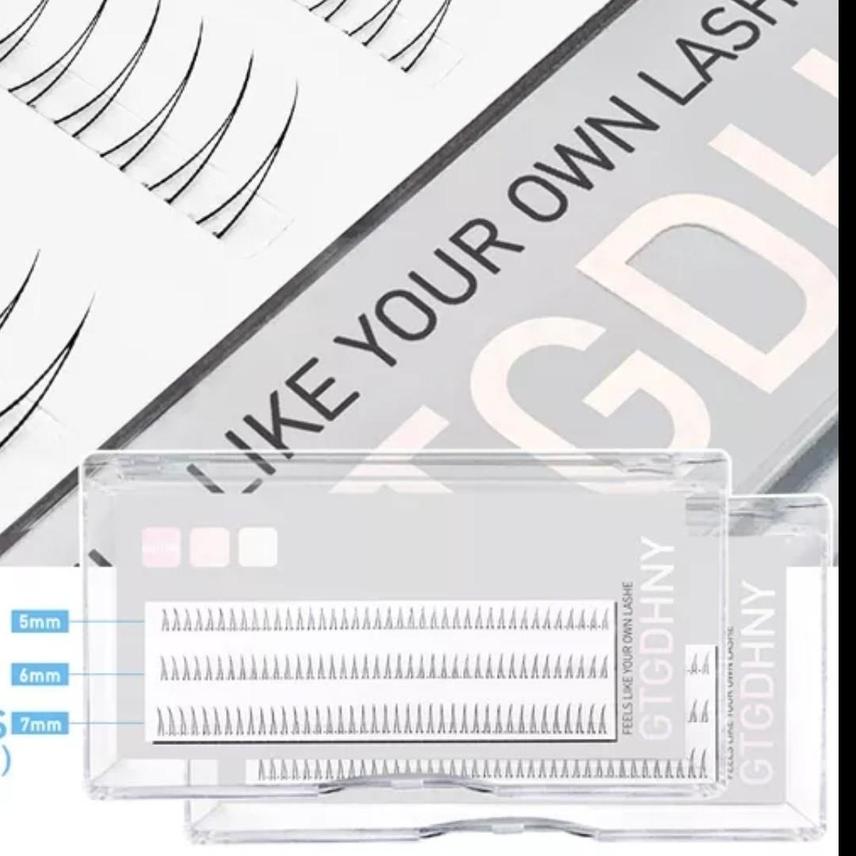 LIKE YOUR OWN LASH
TGDH
5mm
6mm
7mm
FEELS LIKE YOUR OWN LASHE
GTGDHNY
FEELS LIKE YOUR OWN LASHE
GTGDHNY
S
)